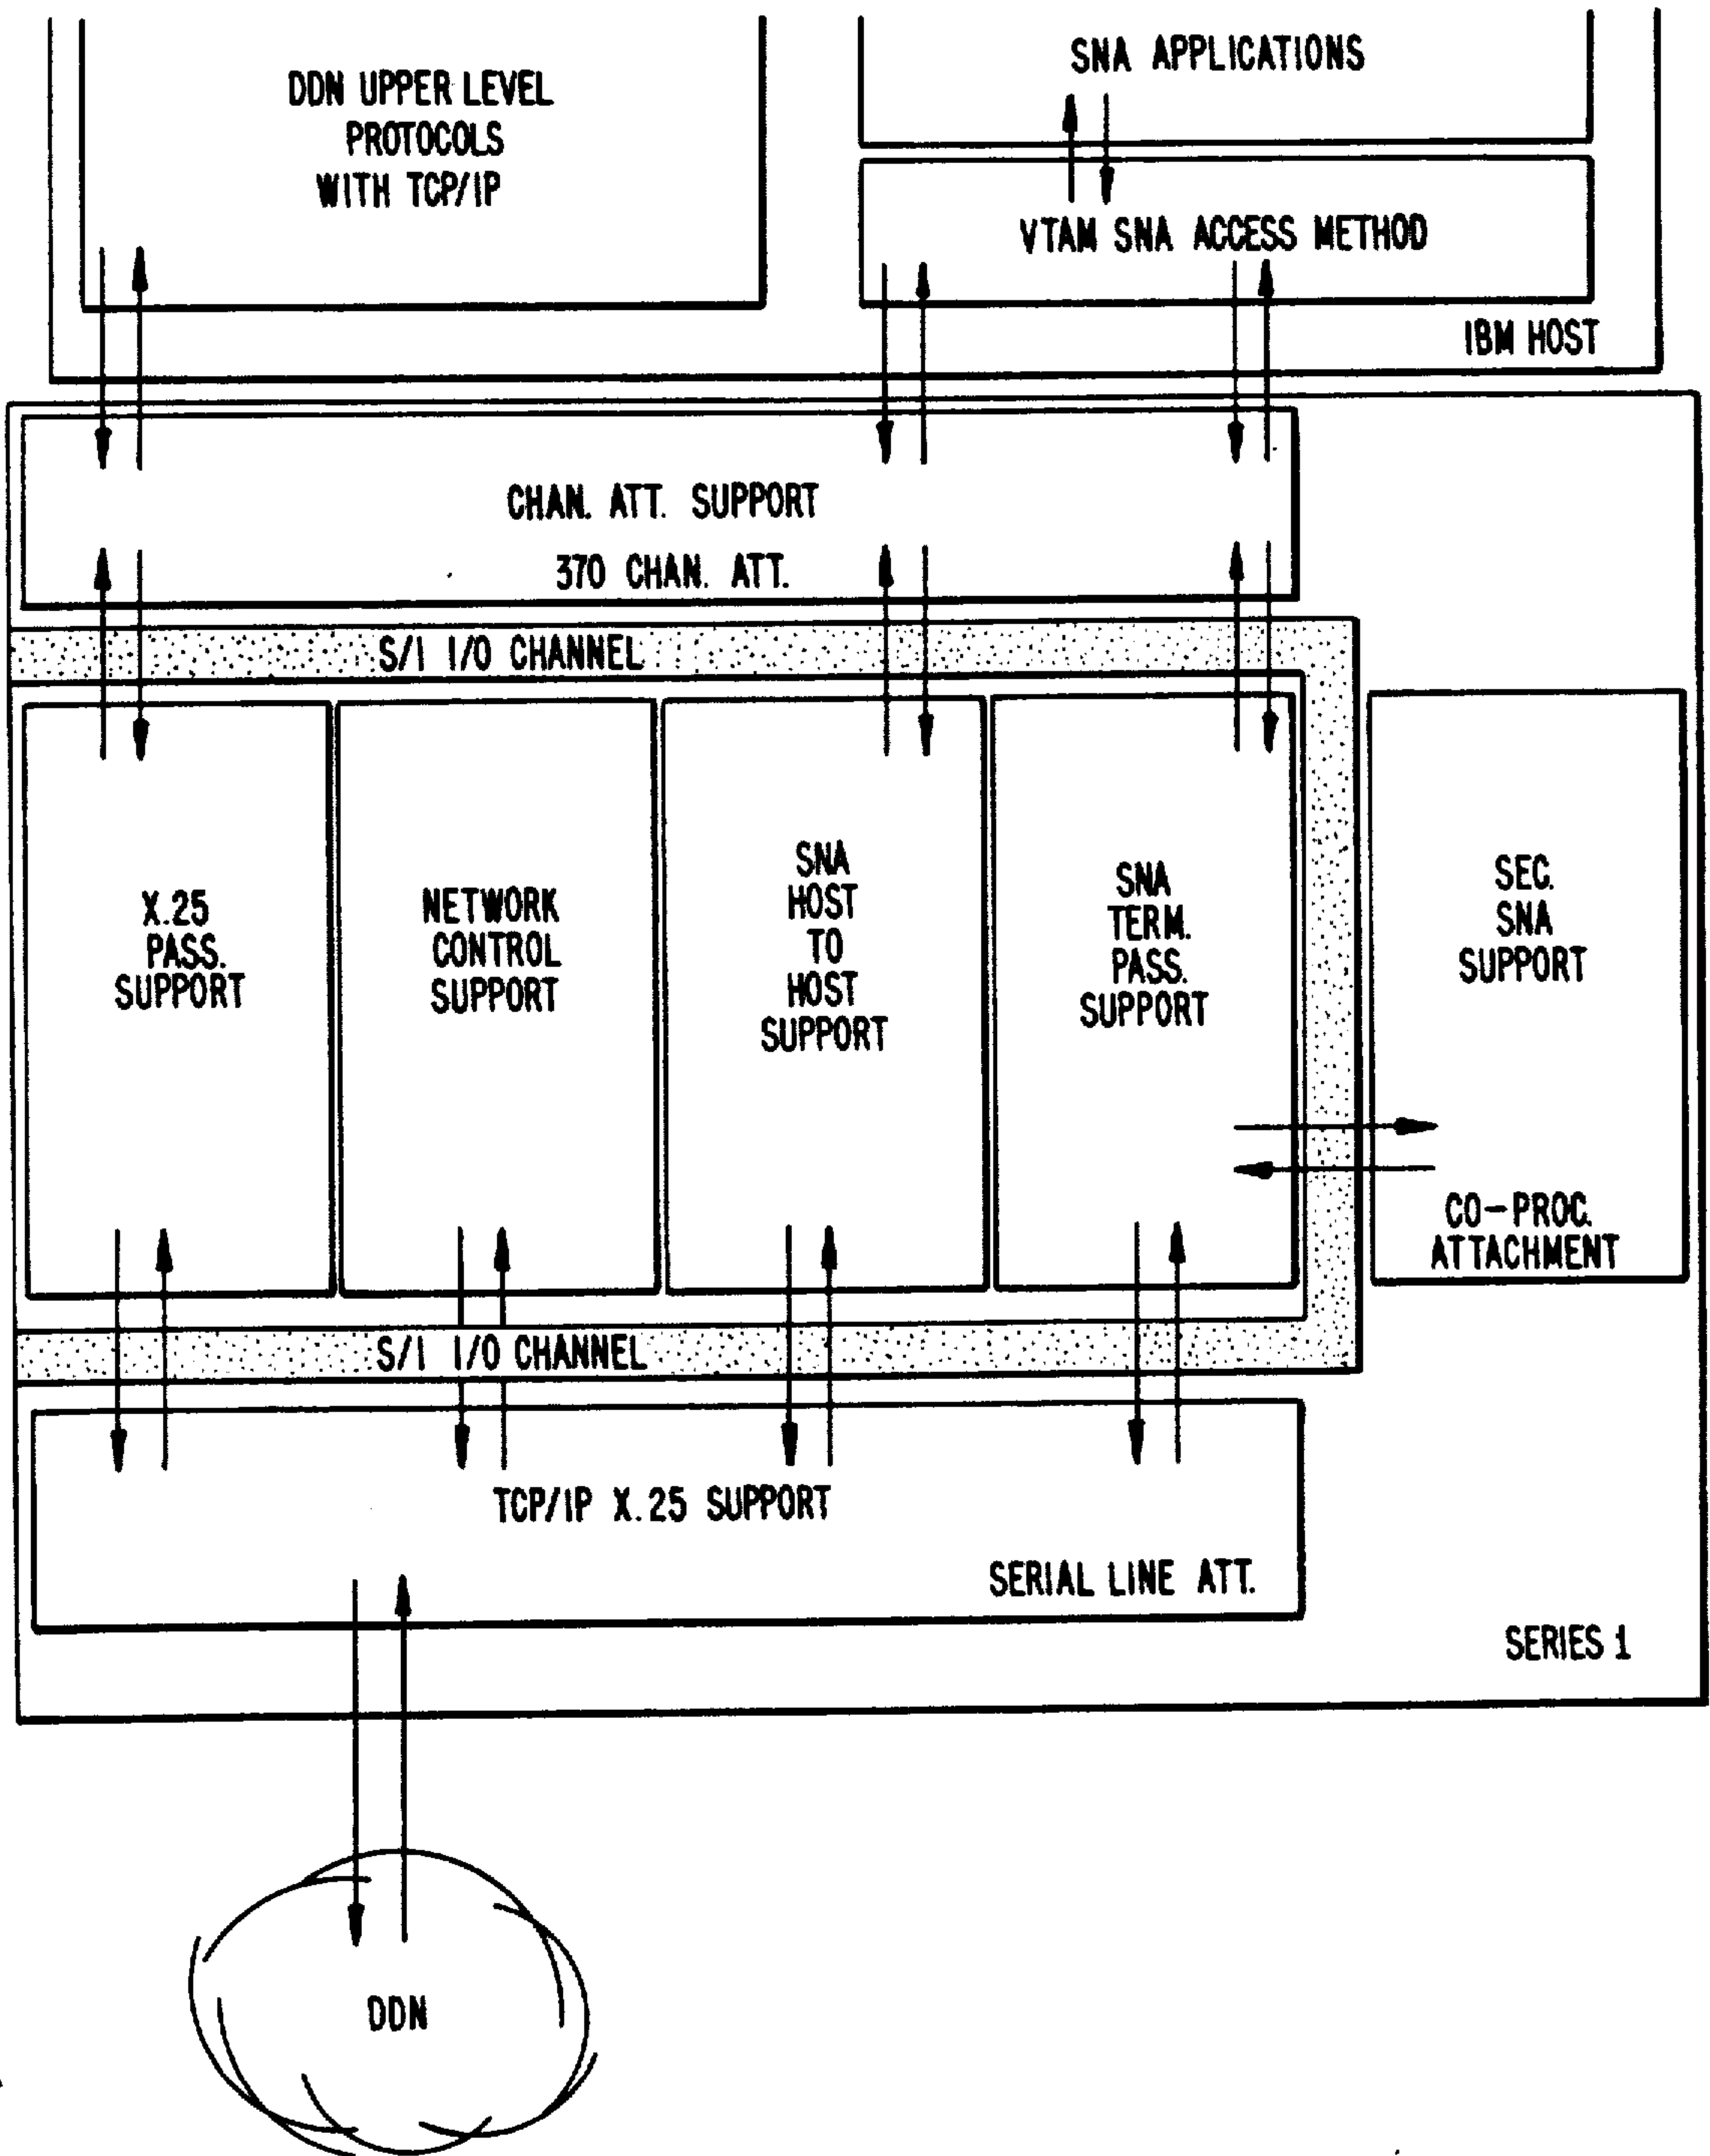 DDN UPPER LEVEL
PROTOCOLS
WITH TCP/IP
SNA APPLICATIONS
VTAM SNA ACCESS METHOD
IBM HOST
CHAN. ATT. SUPPORT
370 CHAN. ATT.
S/1 I/O CHANNEL
X.25
PASS.
SUPPORT
NETWORK
CONTROL
SUPPORT
SNA
HOST
TO
HOST
SUPPORT
SNA
TERM.
PASS.
SUPPORT
SEC.
SNA
SUPPORT
CO-PROC.
ATTACHMENT
S/1 I/O CHANNEL
TCP/IP X.25 SUPPORT
SERIAL LINE ATT.
SERIES 1
DDN